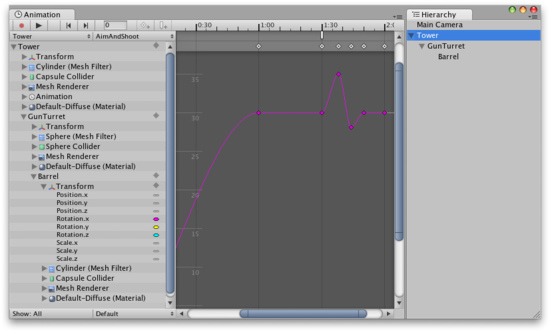 Animation
Hierarchy
0
0:30
1:00
1:30
2:0
Main Camera
Tower
AimAndShoot
Tower
Tower
GunTurret
Transform
Barrel
Cylinder (Mesh Filter)
Capsule Collider
Mesh Renderer
Animation
Default-Diffuse (Material)
GunTurret
Transform
Sphere (Mesh Filter)
Sphere Collider
Mesh Renderer
Default-Diffuse (Material)
Barrel
Transform
Position.x
Position.y
Position.z
Rotation.x
Rotation.y
Rotation.z
Scale.x
Scale.y
Scale.z
Cylinder (Mesh Filter)
Capsule Collider
Mesh Renderer
Default-Diffuse (Material)
35
30
25
20
15
10
Show: All
Default